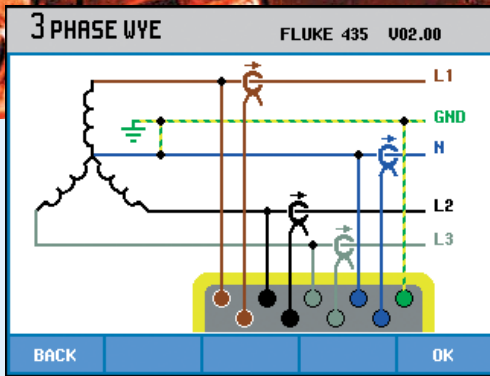 3 PHASE WYE
FLUKE 435 V02.00
L1
GND
N
L2
L3
BACK
OK